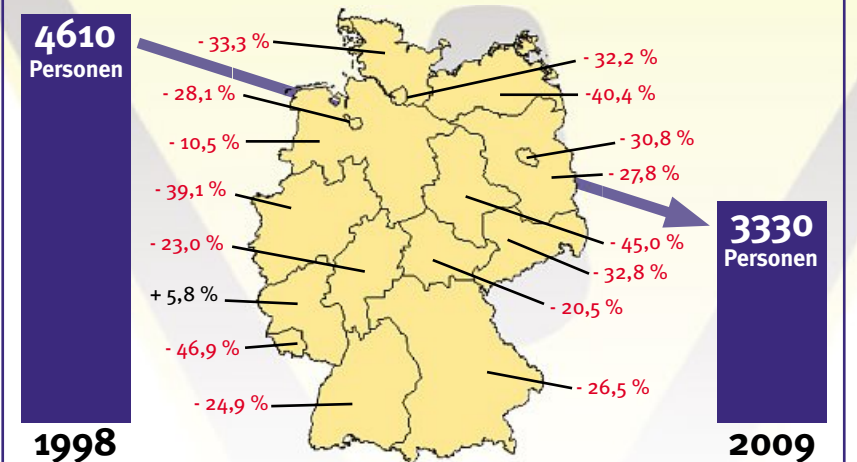 4610
Personen
- 33,3 %
- 28,1 %
- 10,5 %
- 39,1 %
- 23,0 %
+ 5,8 %
- 46,9 %
- 24,9 %
- 32,2 %
-40,4 %
- 30,8 %
- 27,8 %
- 45,0 %
- 32,8 %
- 20,5 %
- 26,5 %
3330
Personen
1998
2009